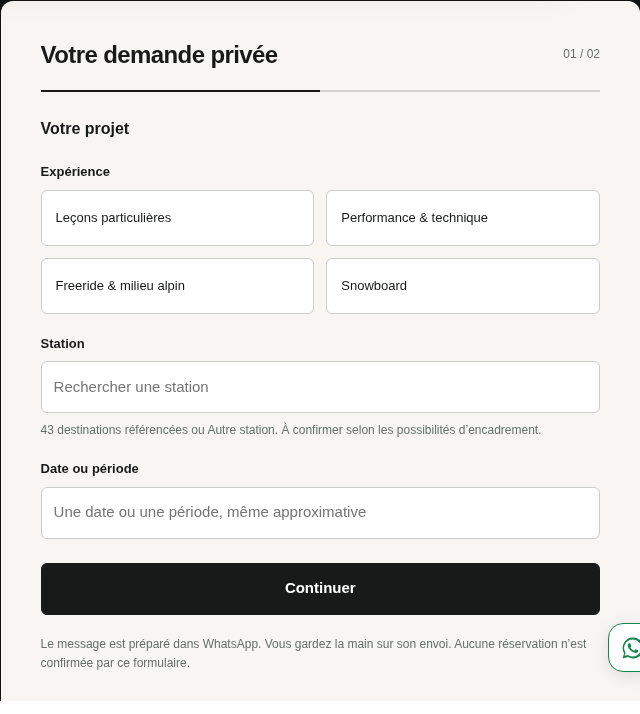 Votre demande privée
01 / 02
Votre projet
Expérience
Leçons particulières
Performance & technique
Freeride & milieu alpin
Snowboard
Station
Rechercher une station
43 destinations référencées ou Autre station. À confirmer selon les possibilités d’encadrement.
Date ou période
Une date ou une période, même approximative
Continuer
Le message est préparé dans WhatsApp. Vous gardez la main sur son envoi. Aucune réservation n’est
confirmée par ce formulaire.